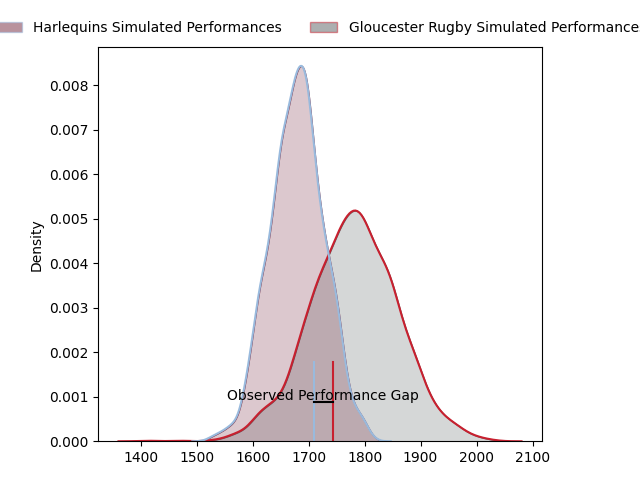 Harlequins Simulated Performances
Gloucester Rugby Simulated Performance
0.008
0.007
0.006
0.005
0.004
0.003
0.002
0.001
0.000
Density
Observed Performance Gap
1400 1500 1600 1700 1800 1900 2000 2100